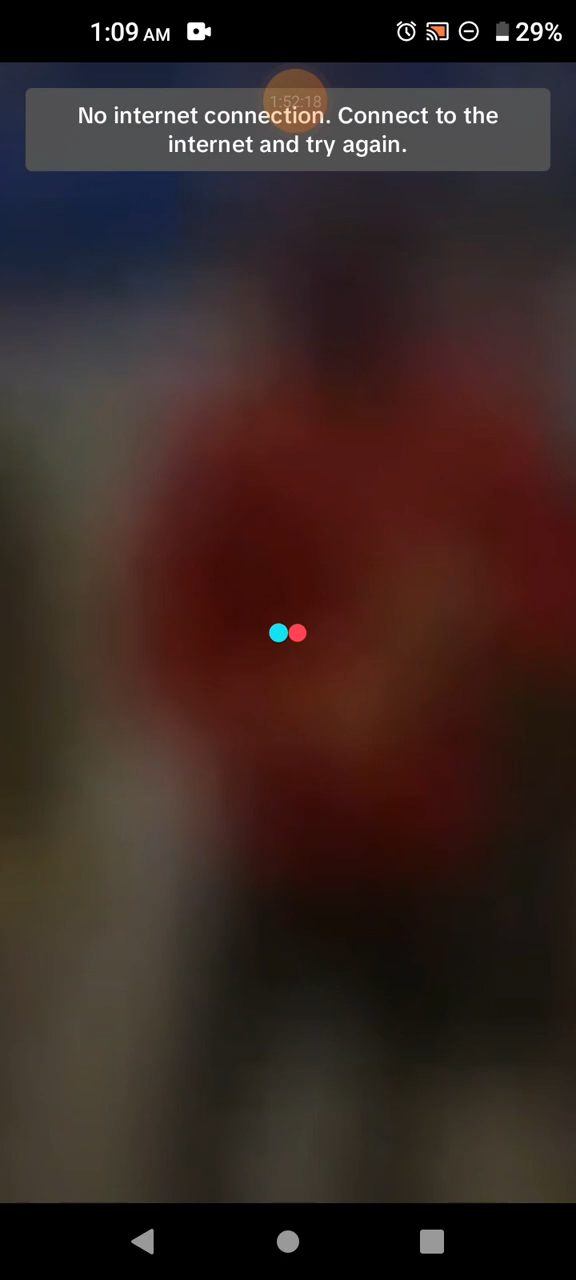 1:09 AM
29%
1:52:18
No internet connection. Connect to the
internet and try again.